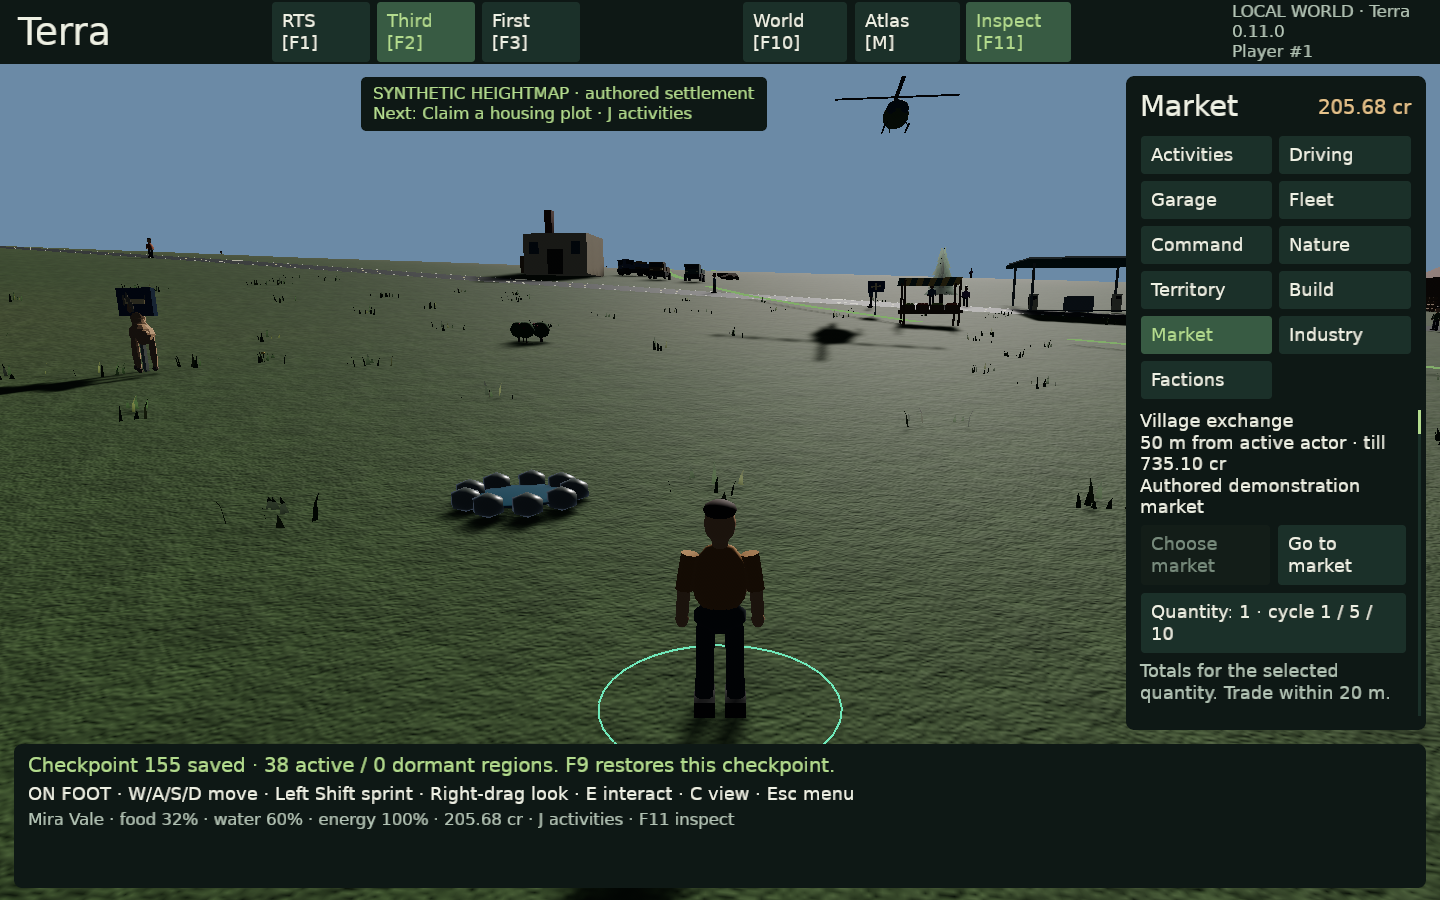 Terra
RTS
[F1]
Third
[F2]
First
[F3]
World
[F10]
Atlas
[M]
Inspect
[F11]
LOCAL WORLD · Terra
0.11.0
Player #1
SYNTHETIC HEIGHTMAP · authored settlement
Next: Claim a housing plot · J activities
Market
205.68 cr
Activities
Driving
Garage
Fleet
Command
Nature
Territory
Build
Market
Industry
Factions
Village exchange
50 m from active actor · till
735.10 cr
Authored demonstration
market
Choose
market
Go to
market
Quantity: 1 · cycle 1 / 5 /
10
Totals for the selected
quantity. Trade within 20 m.
Checkpoint 155 saved · 38 active / 0 dormant regions. F9 restores this checkpoint.
ON FOOT · W/A/S/D move · Left Shift sprint · Right-drag look · E interact · C view · Esc menu
Mira Vale · food 32% · water 60% · energy 100% · 205.68 cr · J activities · F11 inspect